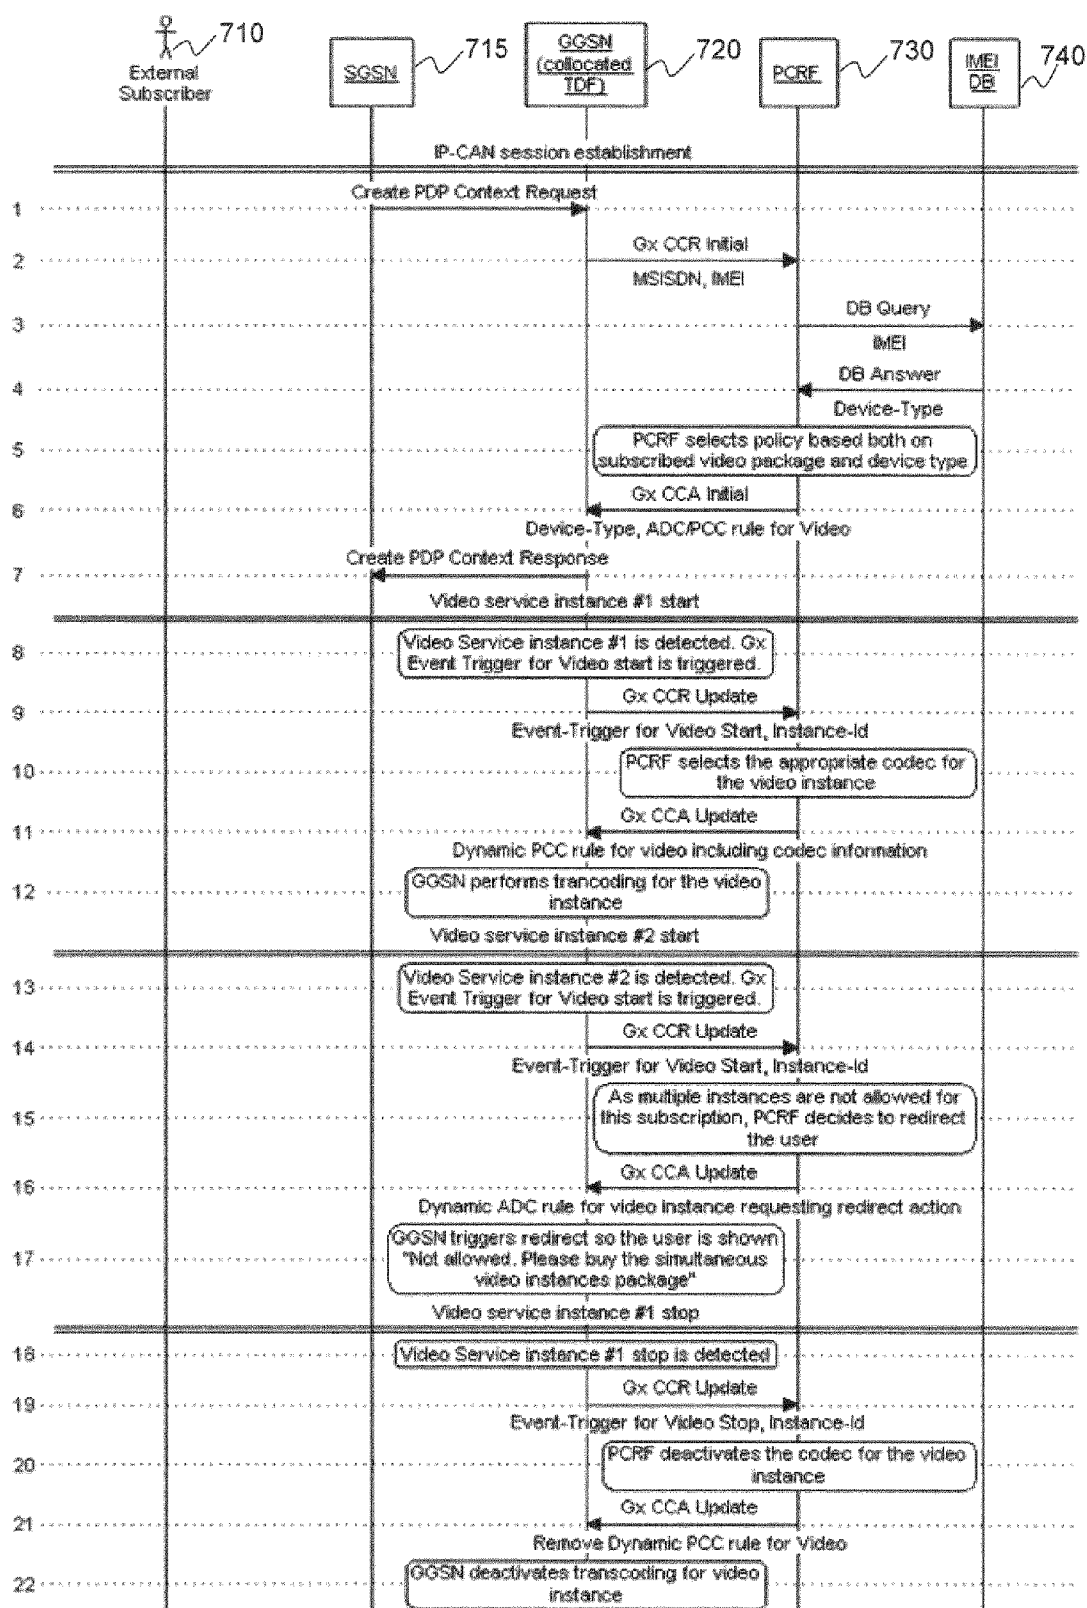 710
External
Subscriber
SGSN
715
GGSN
(collocated
TDF)
720
PCRF
730
IMEI
DB
740
IP-CAN session establishment
Create PDP Context Request
1
Gx CCR Initial
2
MSISDN, IMEI
DB Query
3
IMEI
DB Answer
4
Device-Type
5
PCRF selects policy based both on
subscribed video package and device type
Gx CCA Initial
6
Device-Type, ADC/PCC rule for Video
Create PDP Context Response
7
Video service instance #1 start
8
Video Service instance #1 is detected. Gx
Event Trigger for Video start is triggered.
Gx CCR Update
9
Event-Trigger for Video Start, Instance-Id
10
PCRF selects the appropriate codec for
the video instance
Gx CCA Update
11
Dynamic PCC rule for video including codec information
12
GGSN performs trancoding for the video
instance
Video service instance #2 start
13
Video Service instance #2 is detected. Gx
Event Trigger for Video start is triggered.
Gx CCR Update
14
Event-Trigger for Video Start, Instance-Id
15
As multiple instances are not allowed for
this subscription, PCRF decides to redirect
the user
Gx CCA Update
16
Dynamic ADC rule for video instance requesting redirect action
17
GGSN triggers redirect so the user is shown
"Not allowed. Please buy the simultaneous
video instances package"
Video service instance #1 stop
18
Video Service instance #1 stop is detected
Gx CCR Update
19
Event-Trigger for Video Stop, Instance-Id
20
PCRF deactivates the codec for the video
instance
Gx CCA Update
21
Remove Dynamic PCC rule for Video
22
GGSN deactivates transcoding for video
instance